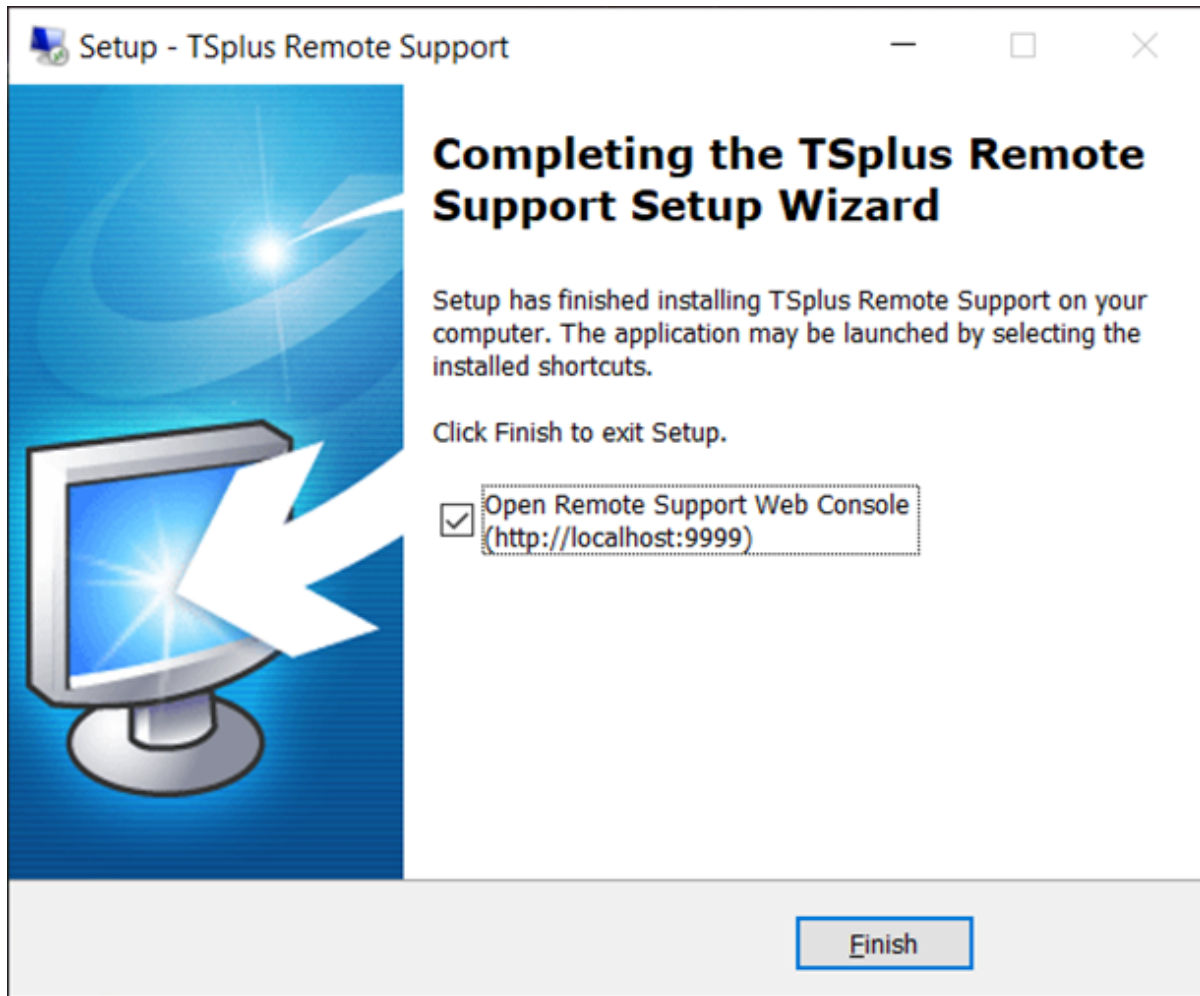 Setup - TSplus Remote Support
Completing the TSplus Remote
Support Setup Wizard
Setup has finished installing TSplus Remote Support on your
computer. The application may be launched by selecting the
installed shortcuts.
Click Finish to exit Setup.
Open Remote Support Web Console
(http://localhost:9999)
Finish